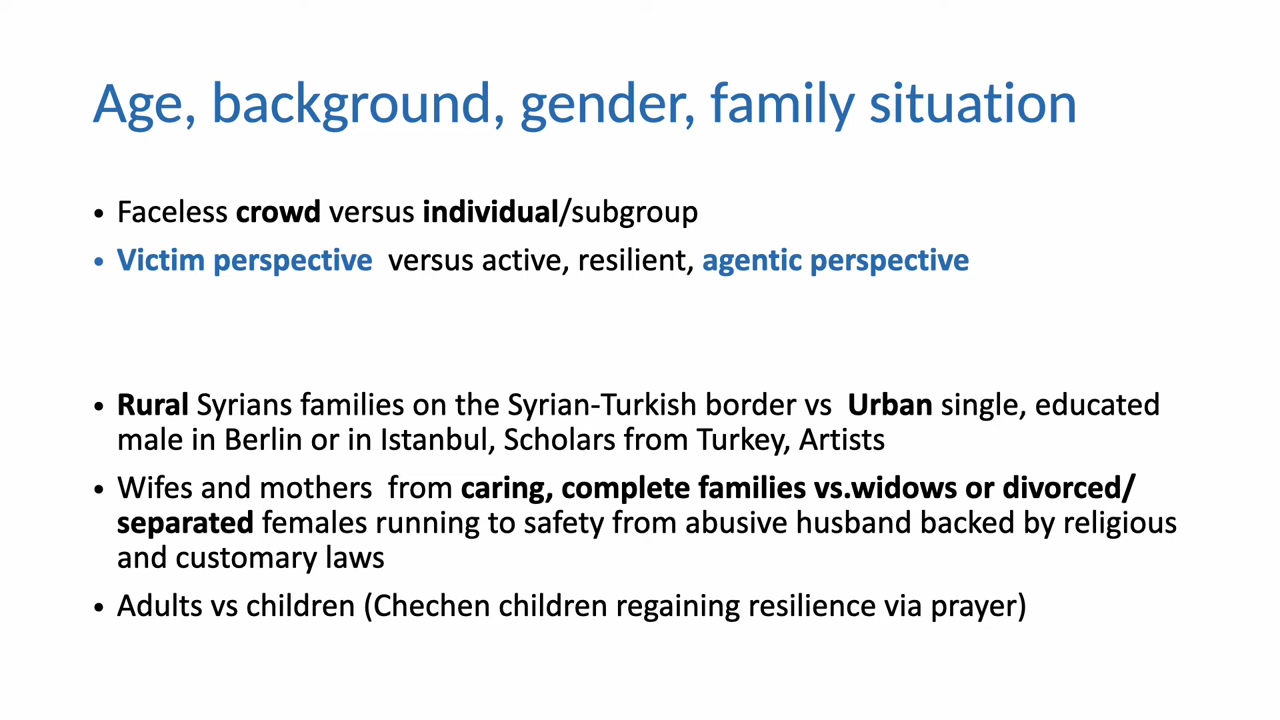 Age, background, gender, family situation
• Faceless crowd versus individual/subgroup
• Victim perspective  versus active, resilient, agentic perspective
• Rural Syrians families on the Syrian-Turkish border vs  Urban single, educated
male in Berlin or in Istanbul, Scholars from Turkey, Artists
• Wifes and mothers  from caring, complete families vs.widows or divorced/
separated females running to safety from abusive husband backed by religious
and customary laws
• Adults vs children (Chechen children regaining resilience via prayer)